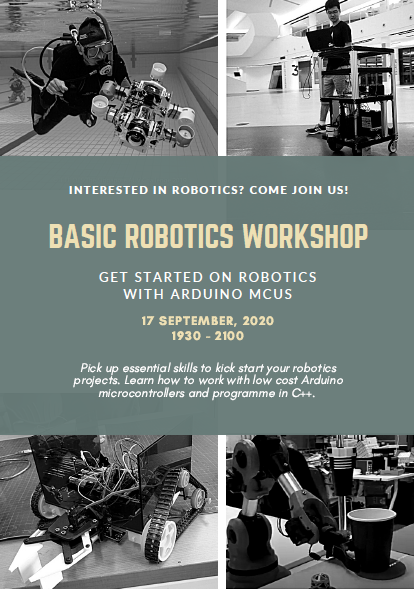 INTERESTED IN ROBOTICS? COME JOIN US!
BASIC ROBOTICS WORKSHOP
GET STARTED ON ROBOTICS
WITH ARDUINO MCUS
17 SEPTEMBER, 2020
1930 - 2100
Pick up essential skills to kick start your robotics
projects. Learn how to work with low cost Arduino
microcontrollers and programme in C++.